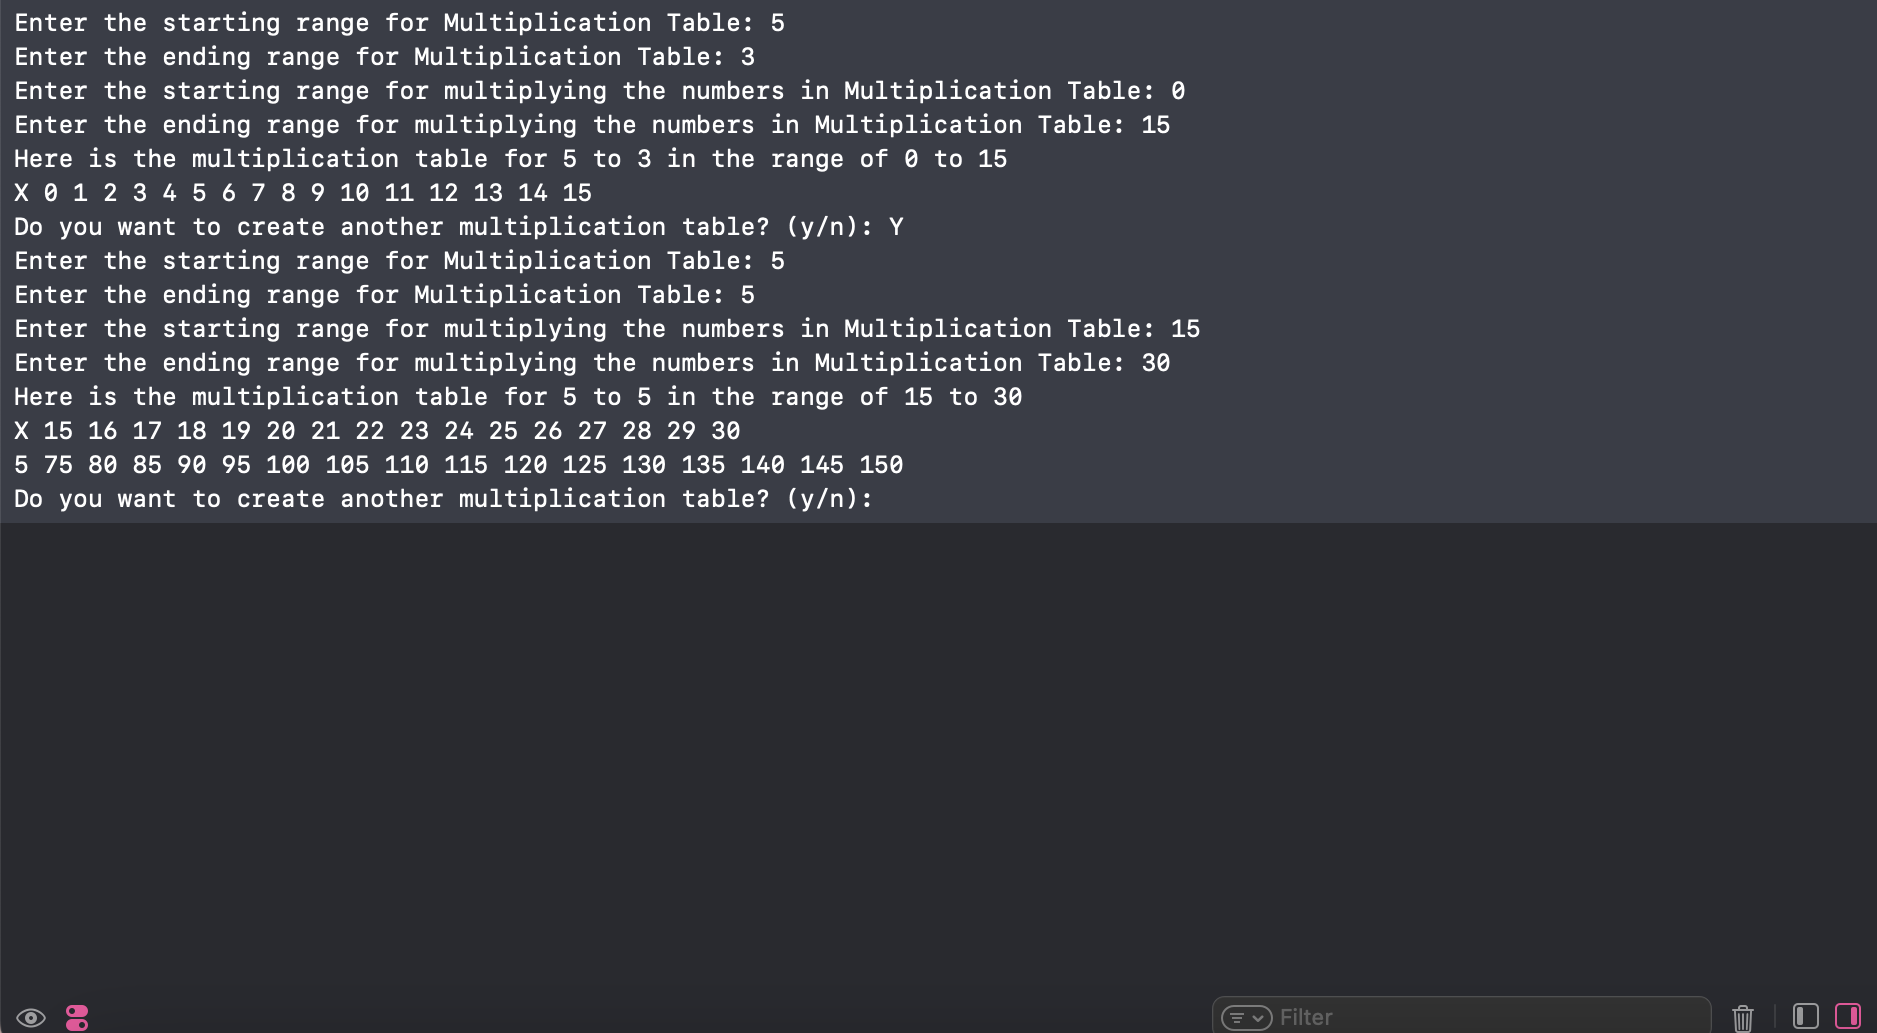 Enter the starting range for Multiplication Table: 5
Enter the ending range for Multiplication Table: 3
Enter the starting range for multiplying the numbers in Multiplication Table: 0
Enter the ending range for multiplying the numbers in Multiplication Table: 15
Here is the multiplication table for 5 to 3 in the range of 0 to 15
X 0 1 2 3 4 5 6 7 8 9 10 11 12 13 14 15
Do you want to create another multiplication table? (y/n): Y
Enter the starting range for Multiplication Table: 5
Enter the ending range for Multiplication Table: 5
Enter the starting range for multiplying the numbers in Multiplication Table: 15
Enter the ending range for multiplying the numbers in Multiplication Table: 30
Here is the multiplication table for 5 to 5 in the range of 15 to 30
X 15 16 17 18 19 20 21 22 23 24 25 26 27 28 29 30
5 75 80 85 90 95 100 105 110 115 120 125 130 135 140 145 150
Do you want to create another multiplication table? (y/n):
Filter